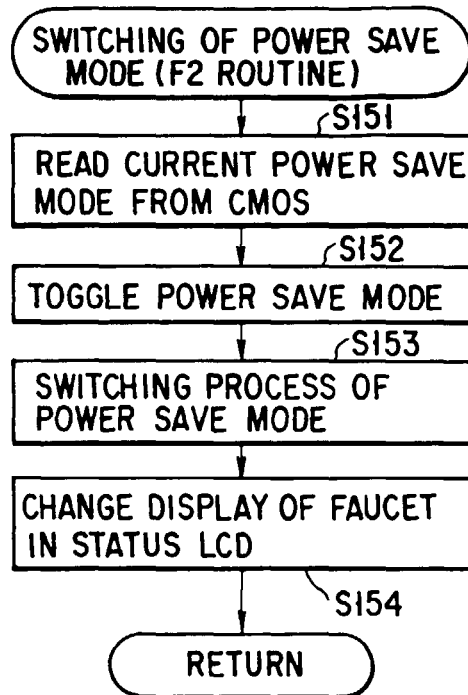 SWITCHING OF POWER SAVE
MODE (F2 ROUTINE)
S151
READ CURRENT POWER SAVE
MODE FROM CMOS
S152
TOGGLE POWER SAVE MODE
S153
SWITCHING PROCESS OF
POWER SAVE MODE
CHANGE DISPLAY OF FAUCET
IN STATUS LCD
S154
RETURN